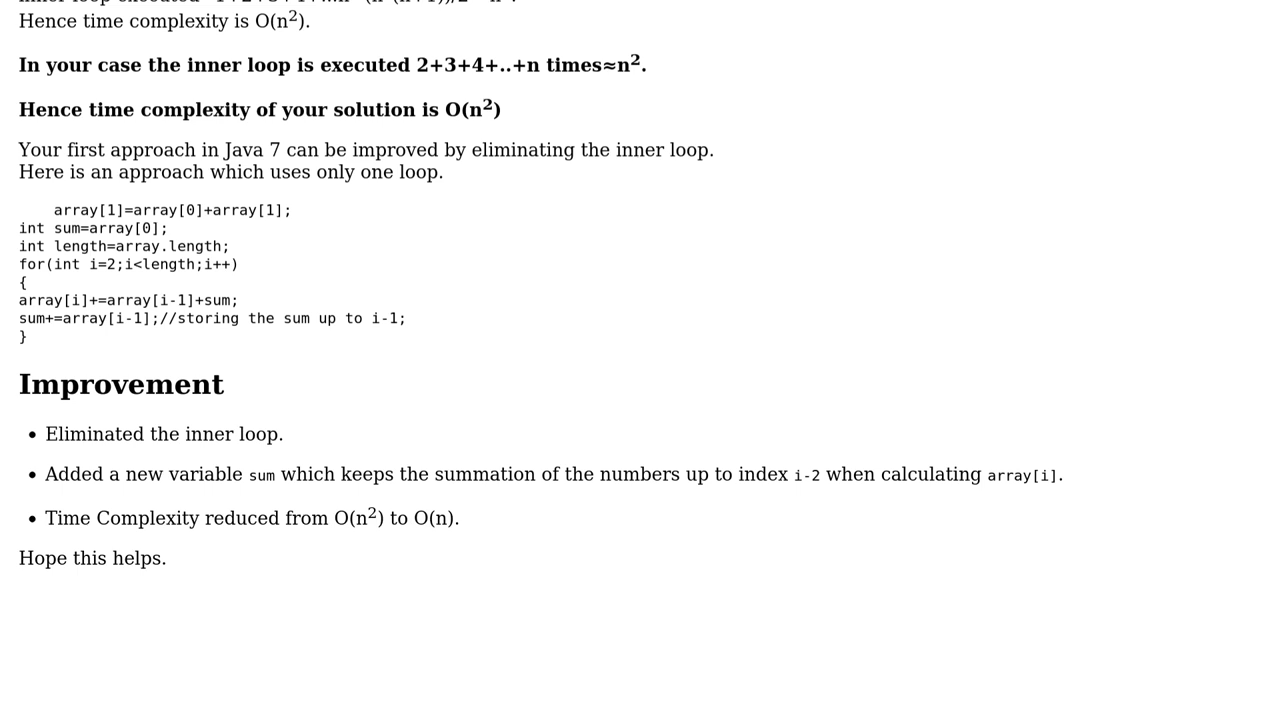 Hence time complexity is O(n2).
In your case the inner loop is executed 2+3+4+..+n times≈n2.
Hence time complexity of your solution is O(n2)
Your first approach in Java 7 can be improved by eliminating the inner loop.
Here is an approach which uses only one loop.
array[1]=array[0]+array[1];
int sum=array[0];
int length=array.length;
for(int i=2;i<length;i++)
{
array[i]+=array[i-1]+sum;
sum+=array[i-1];//storing the sum up to i-1;
}
Improvement
• Eliminated the inner loop.
• Added a new variable sum which keeps the summation of the numbers up to index i-2 when calculating array[i].
• Time Complexity reduced from O(n2) to O(n).
Hope this helps.